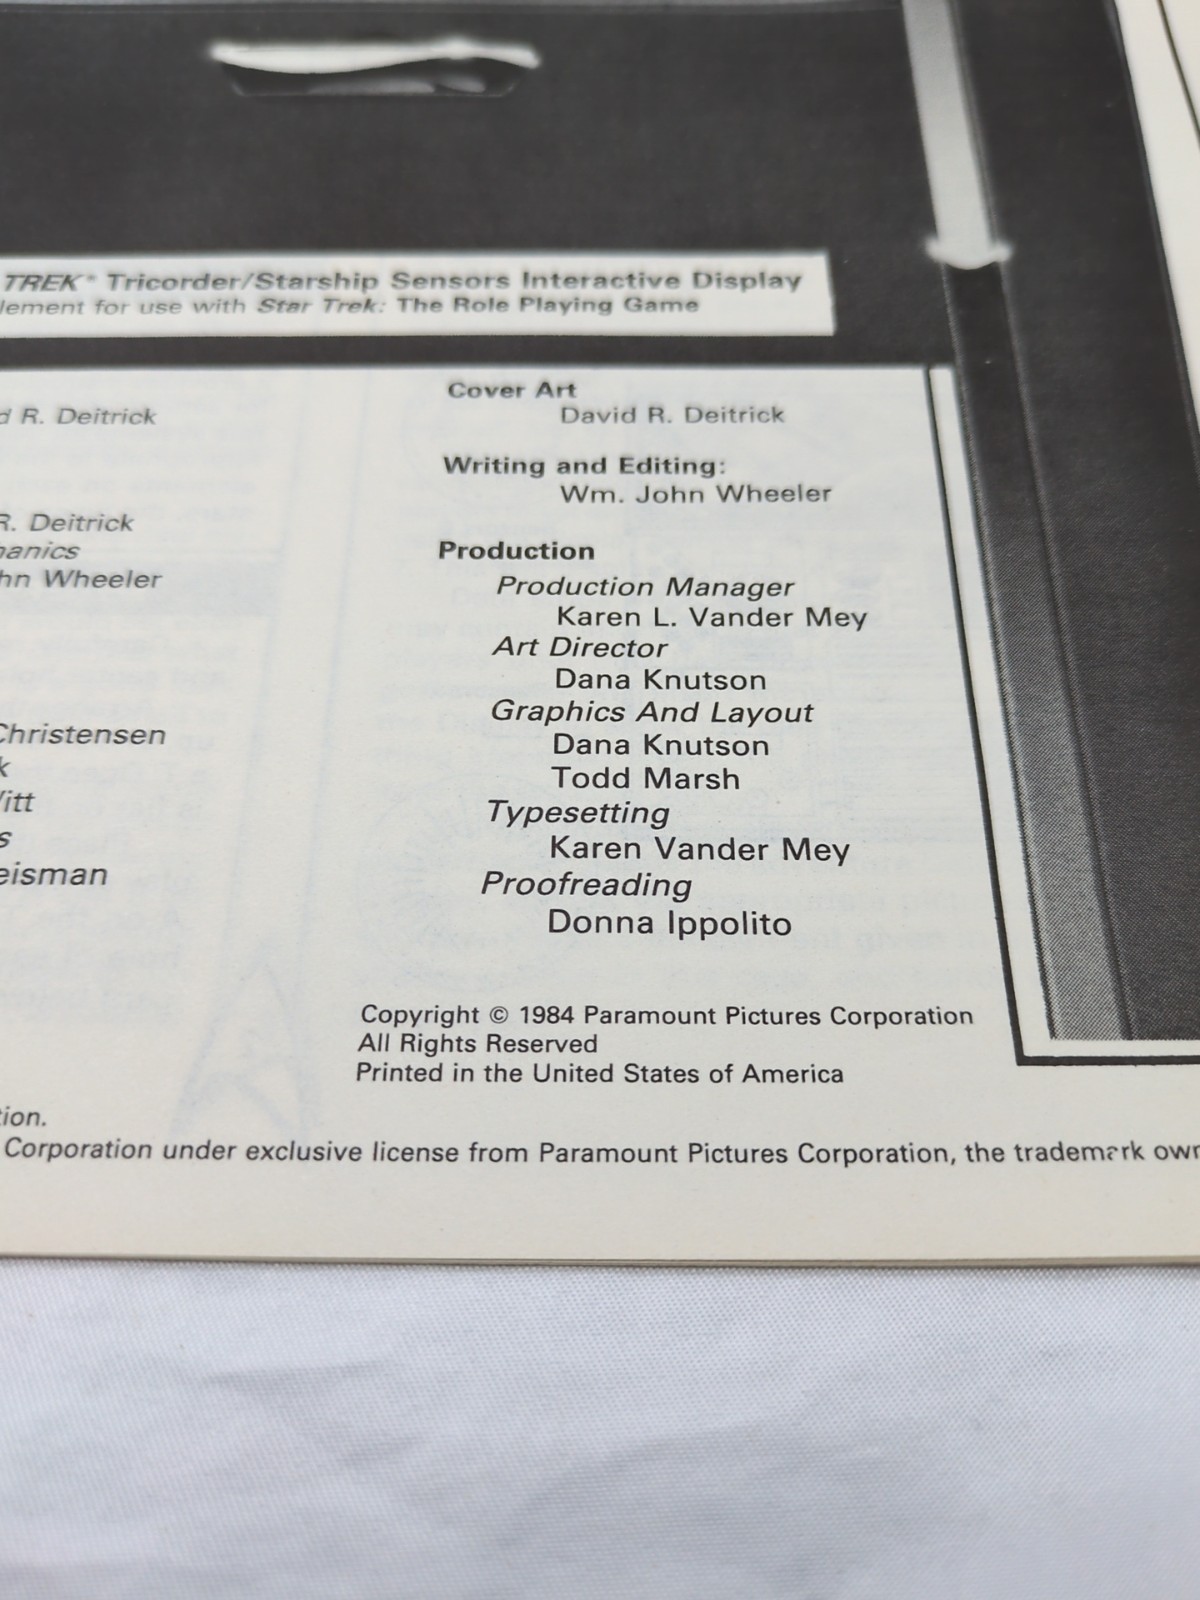 TREK® Tricorder/Starship Sensors Interactive Display
lement for use with Star Trek: The Role Playing Game
d R. Deitrick
R. Deitrick
anics
hn Wheeler
Christensen
k
itt
s
eisman
Cover Art
David R. Deitrick
Writing and Editing:
Wm. John Wheeler
Production
Production Manager
Karen L. Vander Mey
Art Director
Dana Knutson
Graphics And Layout
Dana Knutson
Todd Marsh
Typesetting
Karen Vander Mey
Proofreading
Donna Ippolito
Copyright © 1984 Paramount Pictures Corporation
All Rights Reserved
Printed in the United States of America
tion.
Corporation under exclusive license from Paramount Pictures Corporation, the trademark own